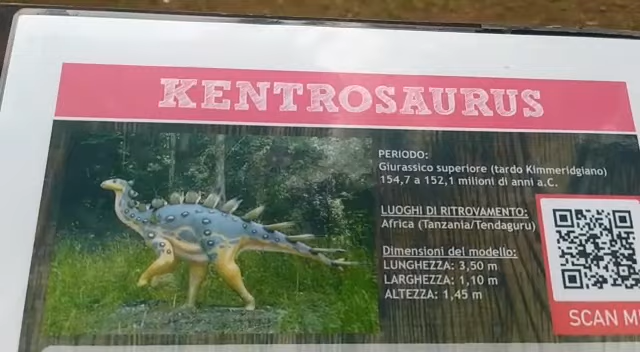 KENTROSAURUS
PERIODO:
Giurassico superiore (tardo Kimmeridgiano)
154,7 a 152,1 milioni di anni a.C.
LUOGHI DI RITROVAMENTO:
Africa (Tanzania/Tendaguru)
Dimensioni del modello:
LUNGHEZZA: 3,50 m
LARGHEZZA: 1,10 m
ALTEZZA: 1,45 m
SCAN